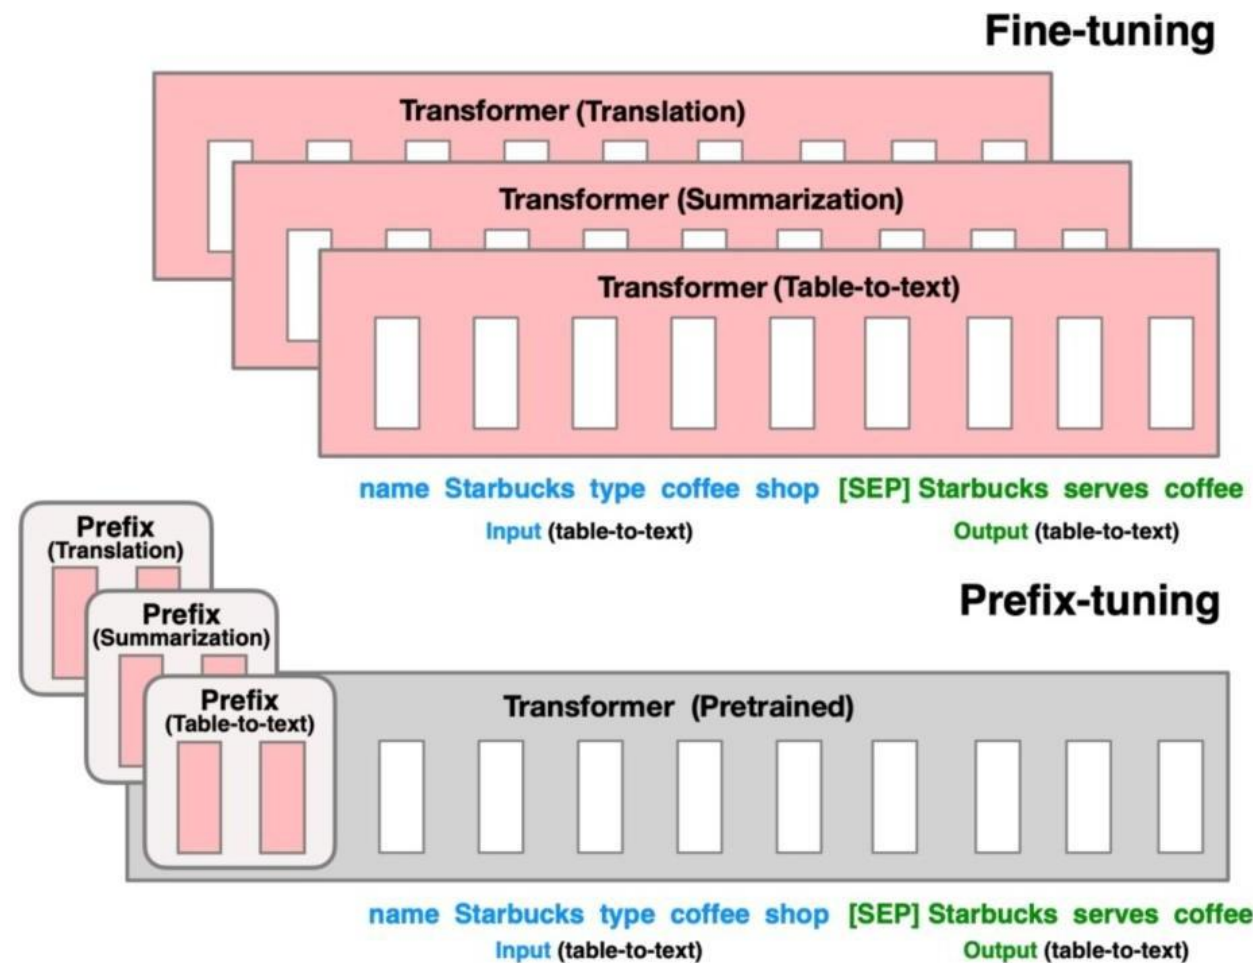 Fine-tuning
Transformer (Translation)
Transformer (Summarization)
Transformer (Table-to-text)
name Starbucks type coffee shop [SEP] Starbucks serves coffee
Input (table-to-text) Output (table-to-text)
Prefix
(Translation)
Prefix-tuning
Prefix
(Summarization)
Prefix
(Table-to-text)
Transformer (Pretrained)
name Starbucks type coffee shop [SEP] Starbucks serves coffee
Input (table-to-text) Output (table-to-text)